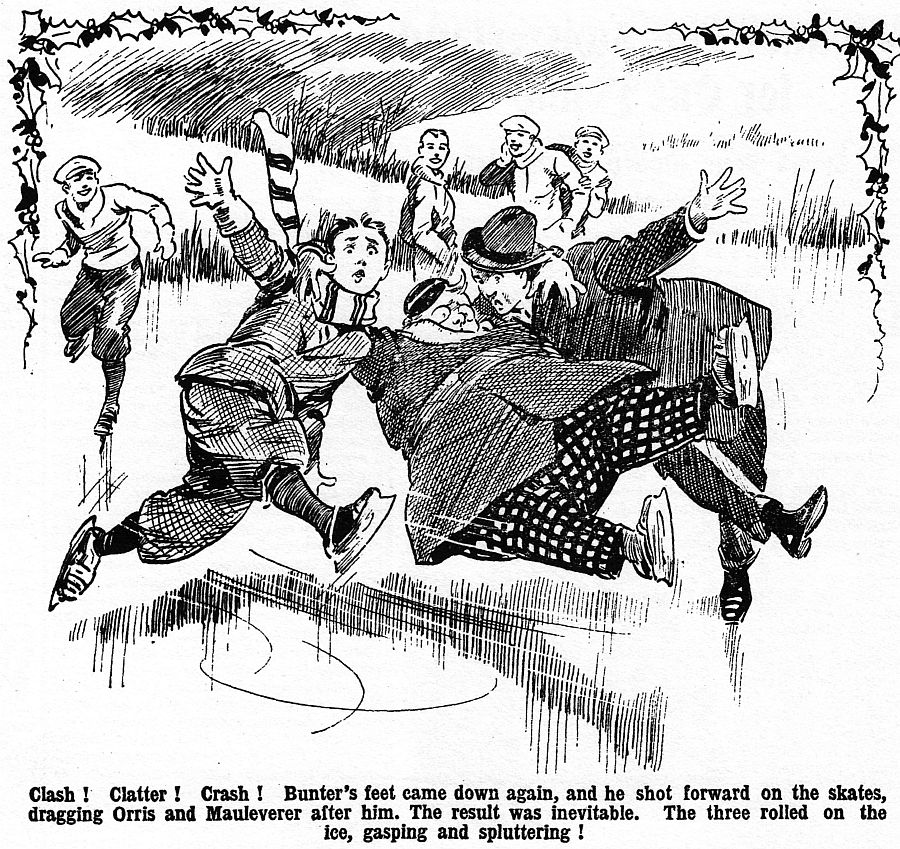 Clash ! Clatter ! Crash ! Bunter's feet came down again, and he shot forward on the skates,
dragging Orris and Mauleverer after him. The result was inevitable. The three rolled on the
ice, gasping and spluttering !